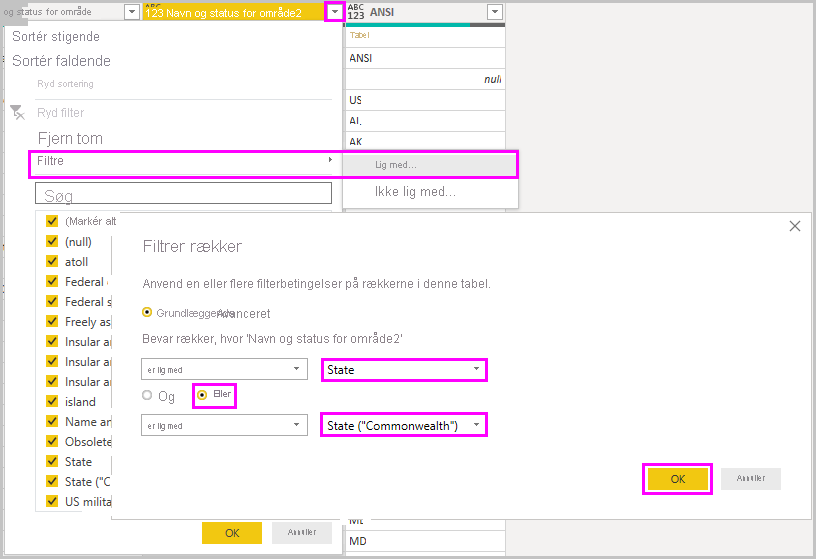 og status for område
ABC 123 Navn og status for område2
ABC 123 ANSI
Sortér stigende
Sortér faldende
Ryd sortering
Ryd filter
Fjern tom
Filtre
Lig med...
Ikke lig med...
Søg
(Markér alt
(null)
atoll
Federal
Federal s
Freely as
Insular a
Insular a
Insular a
island
Name an
Obsolete
State
State ("C
US milita
OK
Annuller
Tabel
ANSI
null
US
AL
AK
MD
Filtrer rækker
Anvend en eller flere filterbetingelser på rækkerne i denne tabel.
Grundlæggende
Avanceret
Bevar rækker, hvor 'Navn og status for område2'
er lig med
State
Og
Eller
er lig med
State ("Commonwealth")
OK
Annuller